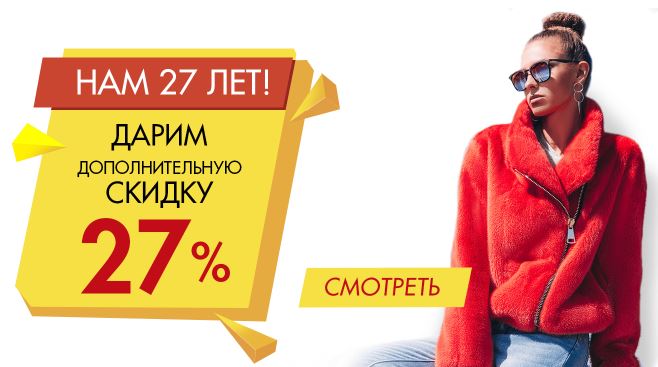 НАМ 27 ЛЕТ!
ДАРИМ
ДОПОЛНИТЕЛЬНУЮ
СКИДКУ
27%
СМОТРЕТЬ